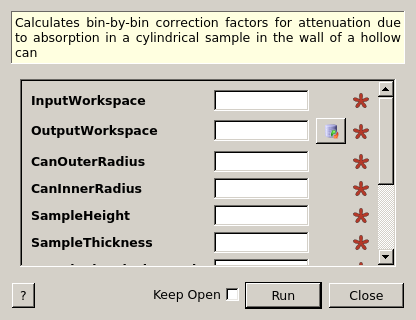 Calculates bin-by-bin correction factors for attenuation due
to absorption in a cylindrical sample in the wall of a hollow
can
InputWorkspace
OutputWorkspace
CanOuterRadius
CanInnerRadius
SampleHeight
SampleThickness
?
Keep Open
Run
Close